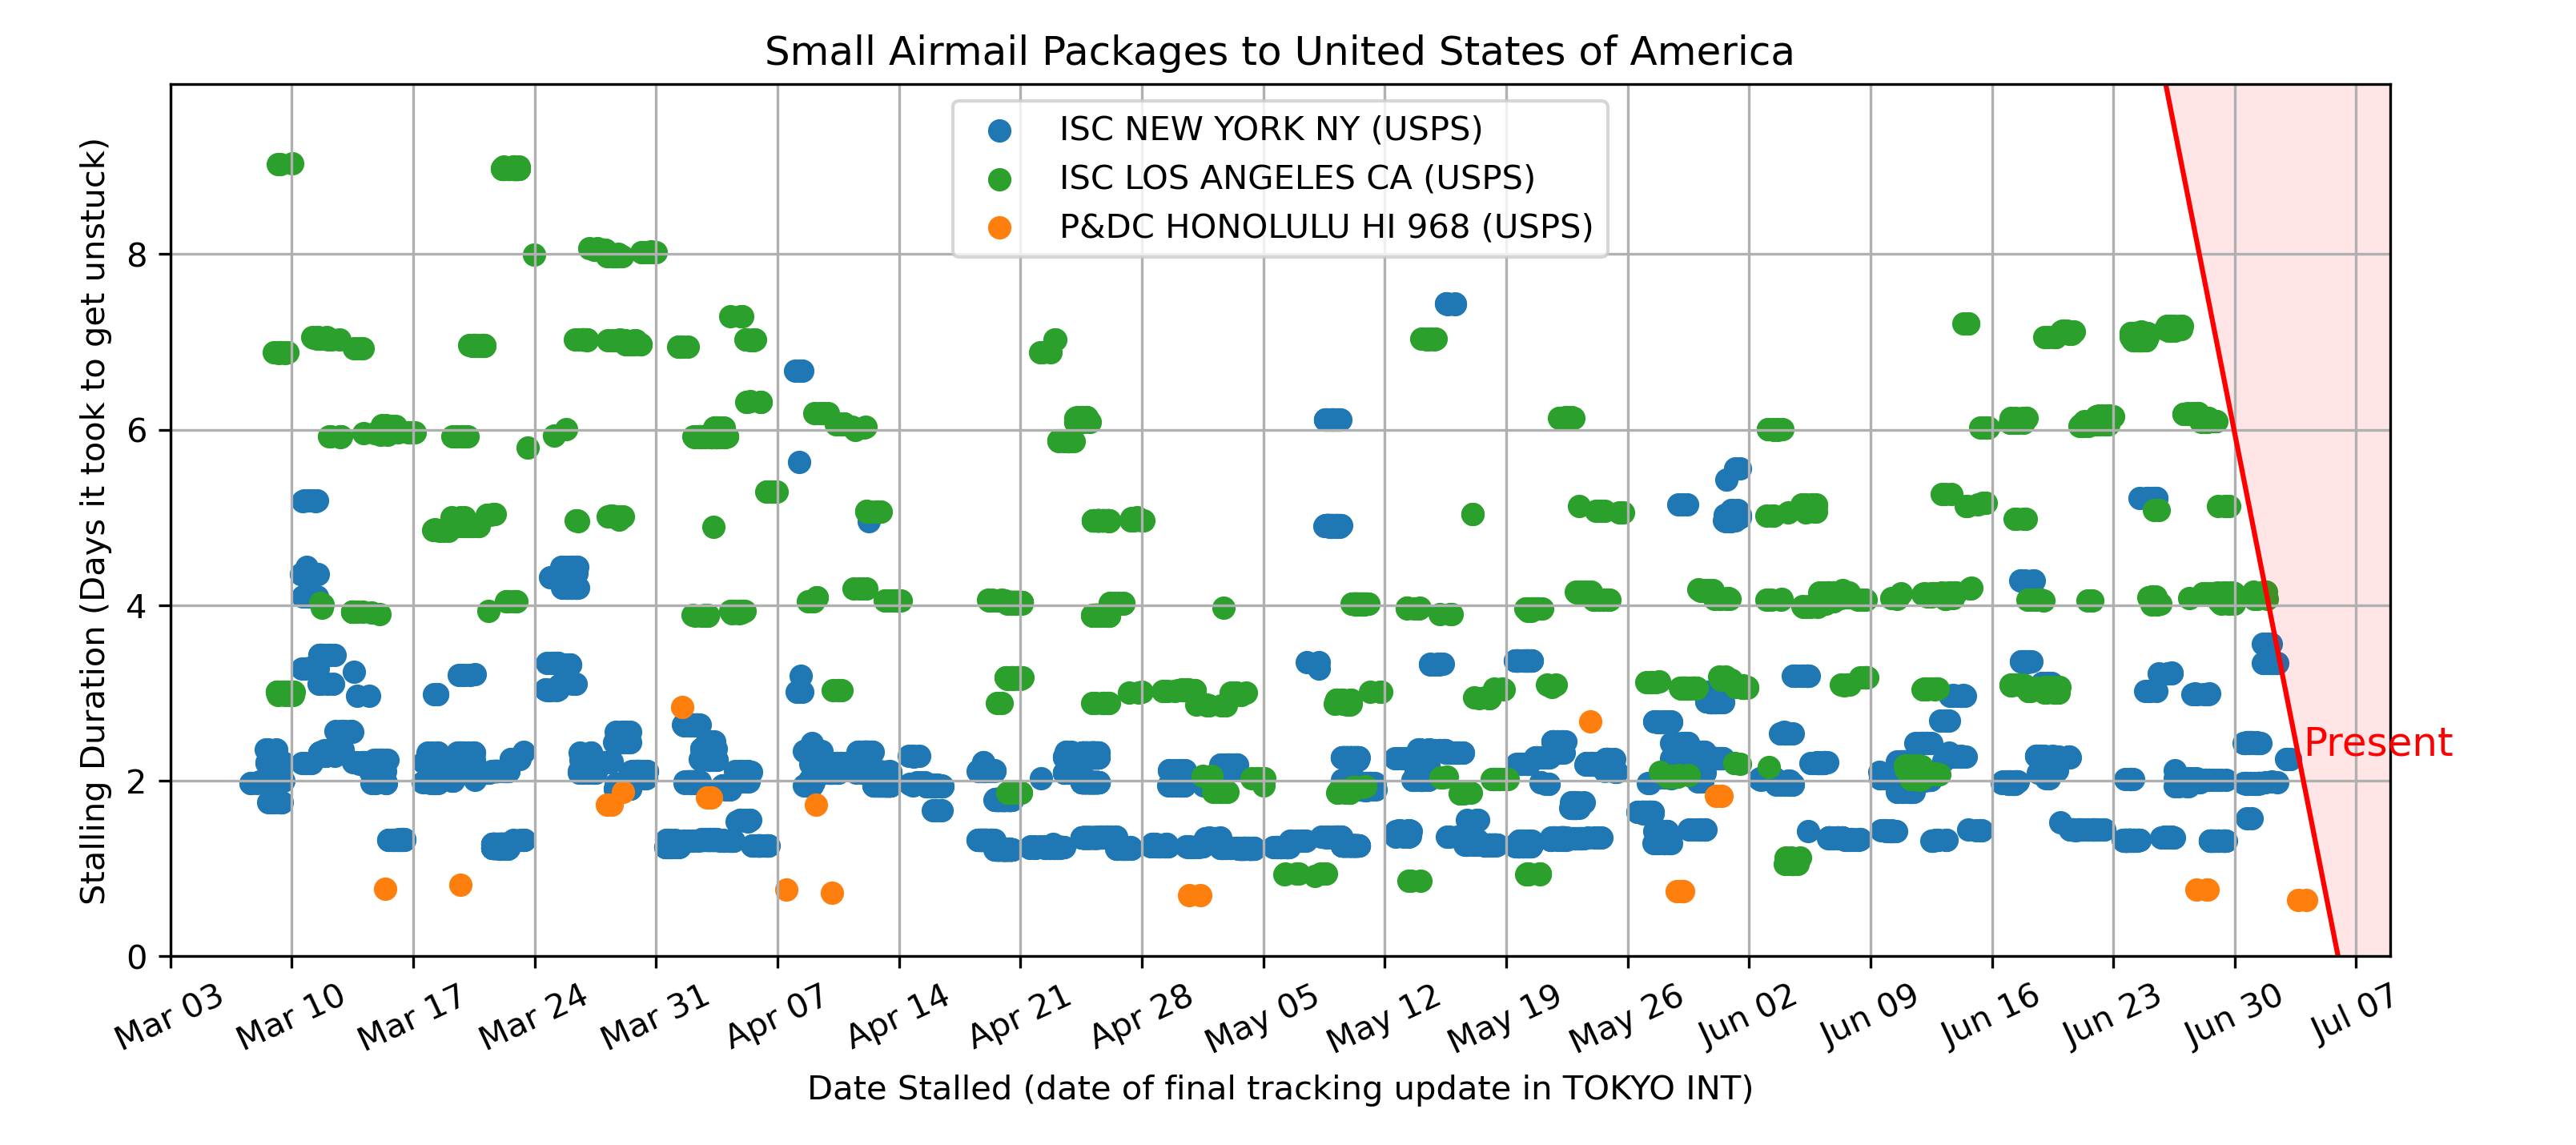 Small Airmail Packages to United States of America
ISC NEW YORK NY (USPS)
ISC LOS ANGELES CA (USPS)
P&DC HONOLULU HI 968 (USPS)
Stalling Duration (Days it took to get unstuck)
8
6
4
2
0
Present
Mar 03
Mar 10
Mar 17
Mar 24
Mar 31
Apr 07
Apr 14
Apr 21
Apr 28
May 05
May 12
May 19
May 26
Jun 02
Jun 09
Jun 16
Jun 23
Jun 30
Jul 07
Date Stalled (date of final tracking update in TOKYO INT)